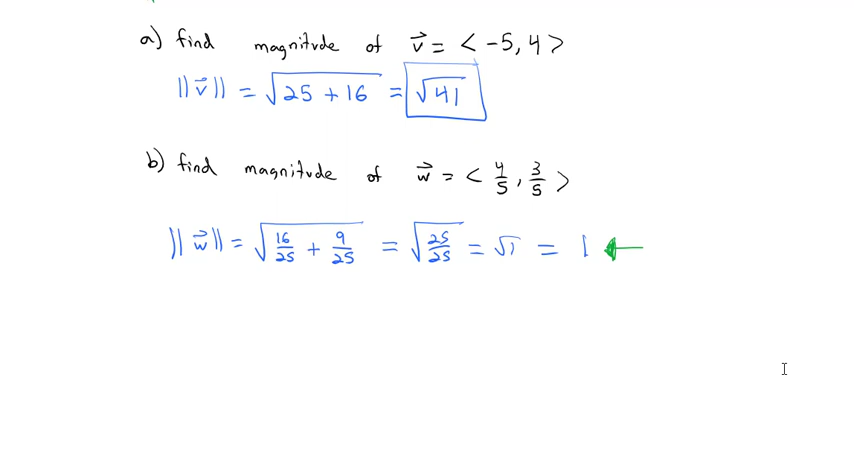 a) find magnitude of v⃗ = < -5, 4 >
||v⃗|| = √(25 + 16) = √41
b) find magnitude of w⃗ = < 4/5, 3/5 >
||w⃗|| = √(16/25 + 9/25) = √(25/25) = √1 = 1